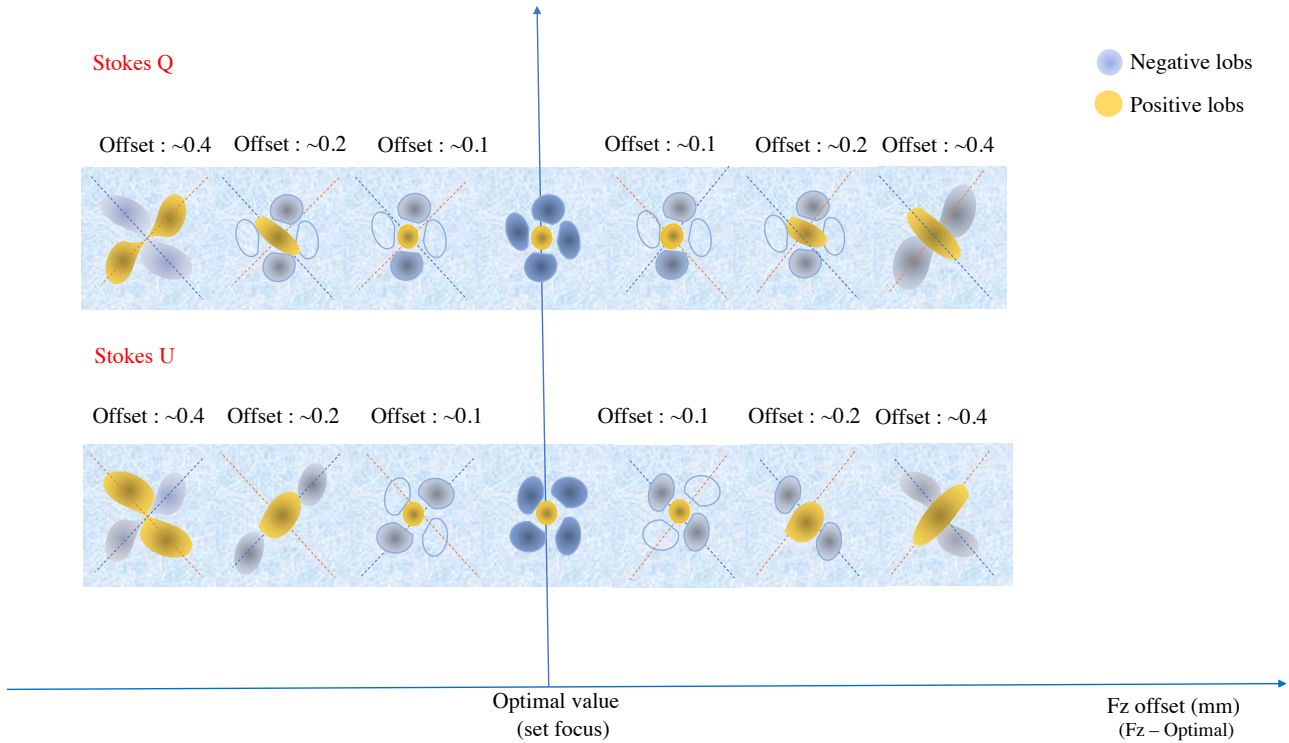 Stokes Q
Negative lobs
Positive lobs
Offset : ~0.4
Offset : ~0.2
Offset : ~0.1
Offset : ~0.1
Offset : ~0.2
Offset : ~0.4
Stokes U
Offset : ~0.4
Offset : ~0.2
Offset : ~0.1
Offset : ~0.1
Offset : ~0.2
Offset : ~0.4
Optimal value
(set focus)
Fz offset (mm)
(Fz – Optimal)